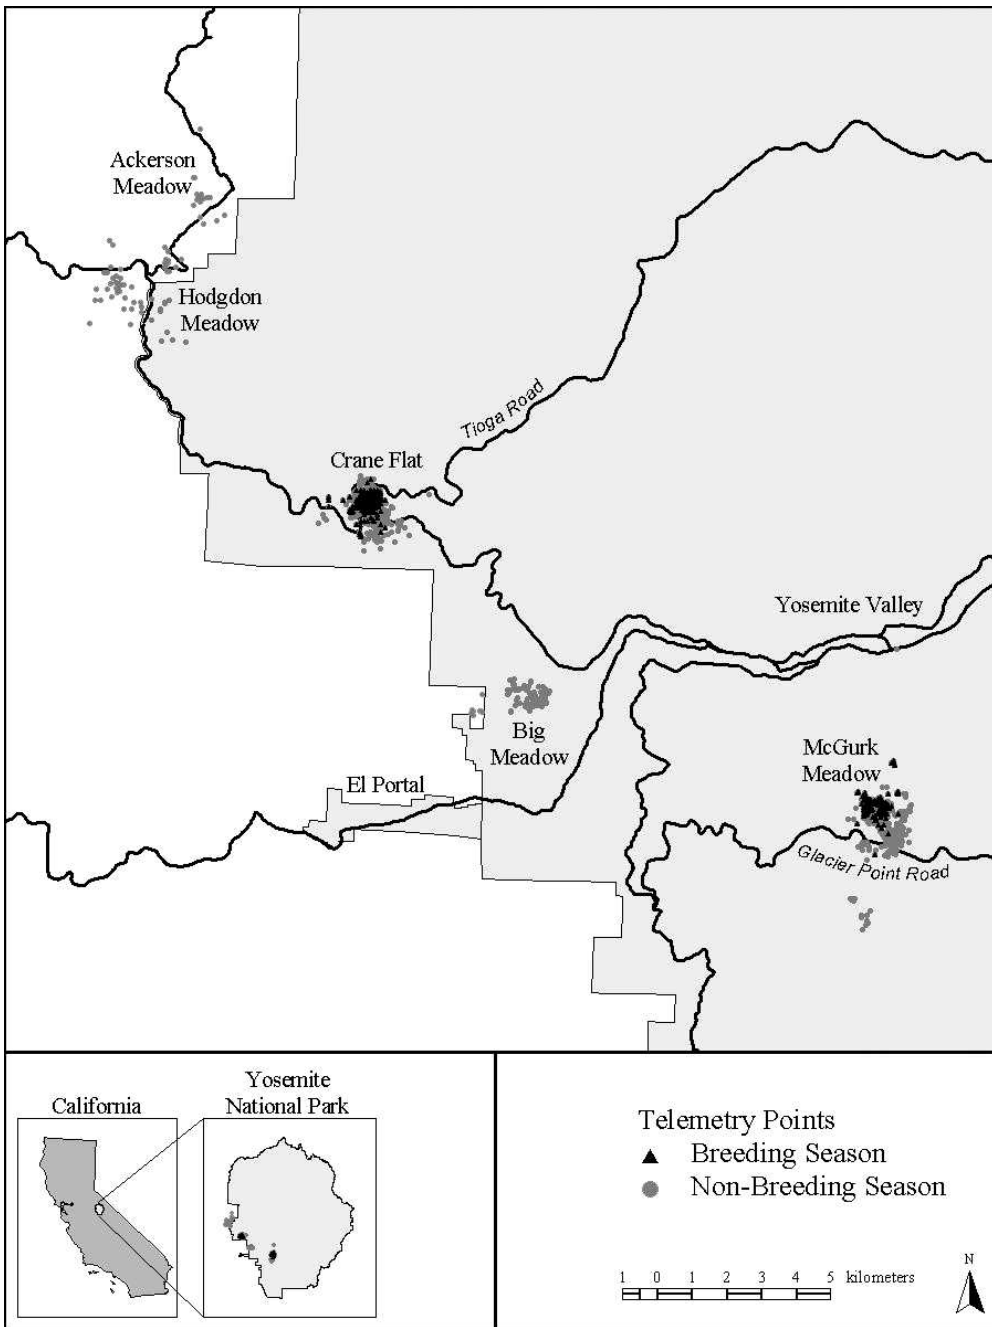 Ackerson
Meadow
Hodgdon
Meadow
Tioga Road
Crane Flat
Yosemite Valley
Big
Meadow
McGurk
Meadow
El Portal
Glacier Point Road
California
Yosemite
National Park
Telemetry Points
Breeding Season
Non-Breeding Season
1 0 1 2 3 4 5 kilometers
N